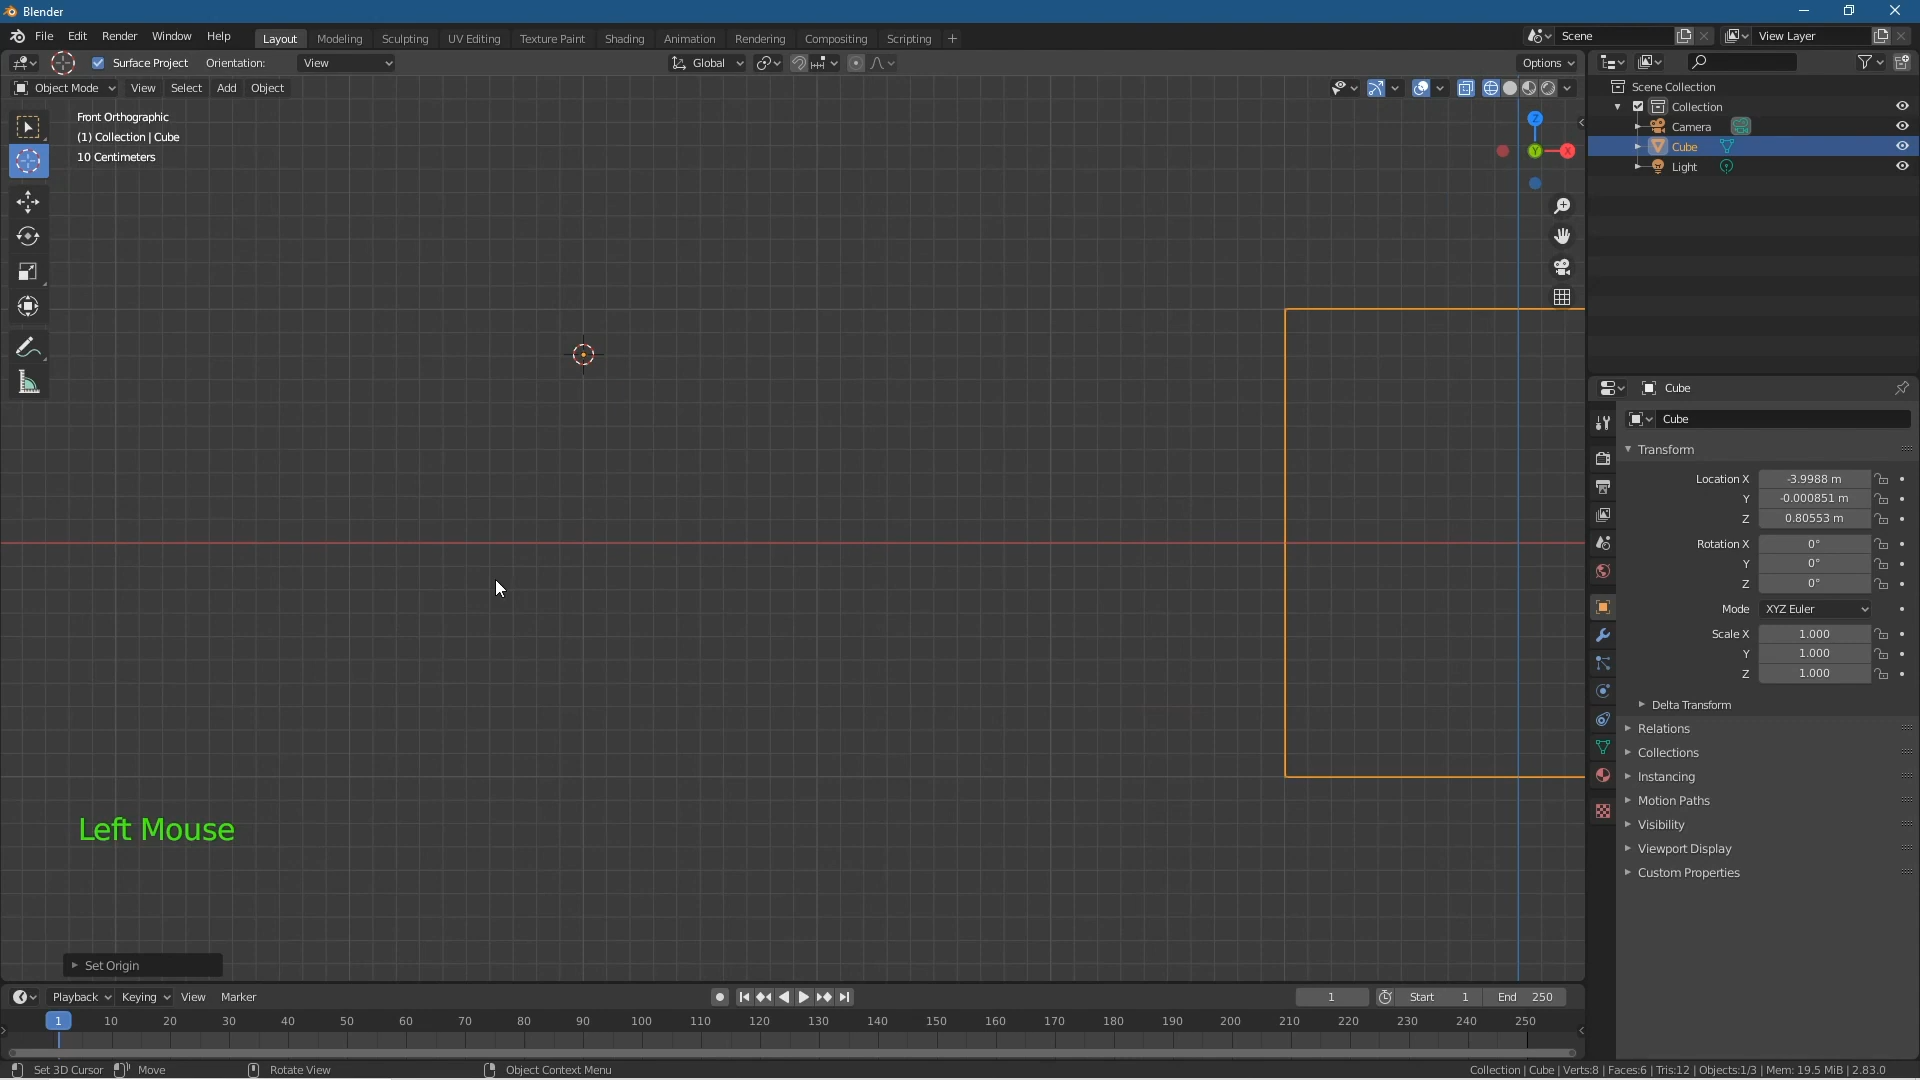 Blender
File Edit Render Window Help
Layout Modeling Sculpting UV Editing Texture Paint Shading Animation Rendering Compositing Scripting
Scene
View Layer
Surface Project Orientation: View
Global
Options
Object Mode View Select Add Object
Front Orthographic
(1) Collection | Cube
10 Centimeters
Z
Y
X
Scene Collection
Collection
Camera
Cube
Light
Cube
Cube
Transform
Location X -3.9988 m
Y -0.000851 m
Z 0.80553 m
Rotation X 0°
Y 0°
Z 0°
Mode XYZ Euler
Scale X 1.000
Y 1.000
Z 1.000
Delta Transform
Relations
Collections
Instancing
Motion Paths
Visibility
Viewport Display
Custom Properties
Left Mouse
Set Origin
Playback Keying View Marker
1 Start 1 End 250
1 10 20 30 40 50 60 70 80 90 100 110 120 130 140 150 160 170 180 190 200 210 220 230 240 250
Set 3D Cursor Move Rotate View Object Context Menu
Collection | Cube | Verts:8 | Faces:6 | Tris:12 | Objects:1/3 | Mem: 19.5 MiB | 2.83.0